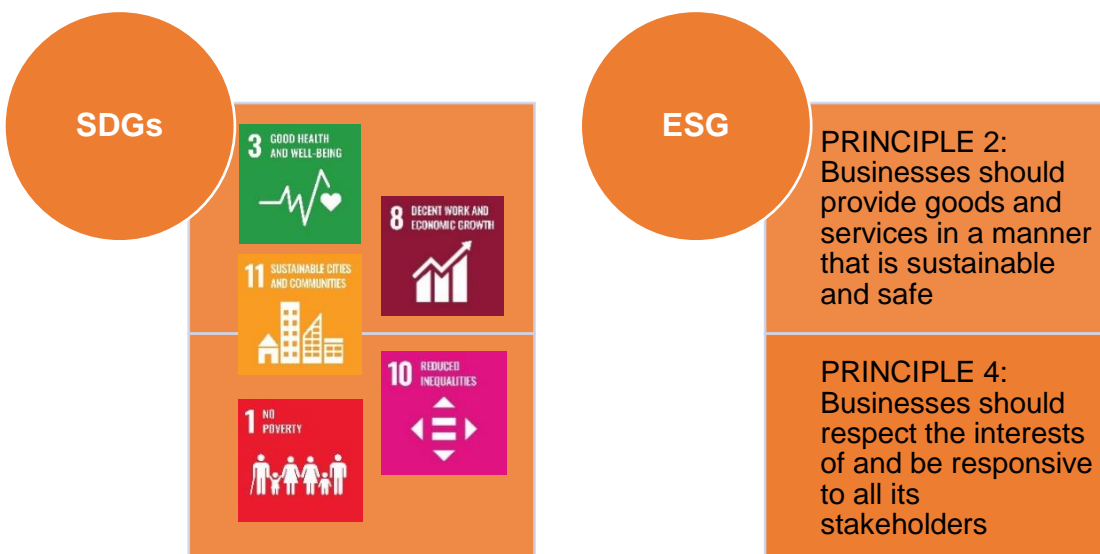 SDGs
3 GOOD HEALTH
AND WELL-BEING
8 DECENT WORK AND
ECONOMIC GROWTH
11 SUSTAINABLE CITIES
AND COMMUNITIES
10 REDUCED
INEQUALITIES
1 NO
POVERTY
ESG
PRINCIPLE 2:
Businesses should
provide goods and
services in a manner
that is sustainable
and safe
PRINCIPLE 4:
Businesses should
respect the interests
of and be responsive
to all its
stakeholders